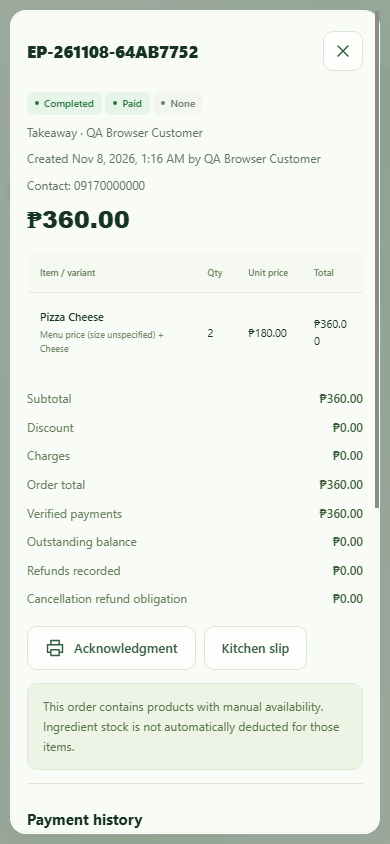 EP-261108-64AB7752
Completed
Paid
None
Takeaway · QA Browser Customer
Created Nov 8, 2026, 1:16 AM by QA Browser Customer
Contact: 09170000000
₱360.00
Item / variant Qty Unit price Total
Pizza Cheese
Menu price (size unspecified) +
Cheese
2 ₱180.00 ₱360.0
0
Subtotal ₱360.00
Discount ₱0.00
Charges ₱0.00
Order total ₱360.00
Verified payments ₱360.00
Outstanding balance ₱0.00
Refunds recorded ₱0.00
Cancellation refund obligation ₱0.00
Acknowledgment
Kitchen slip
This order contains products with manual availability.
Ingredient stock is not automatically deducted for those
items.
Payment history